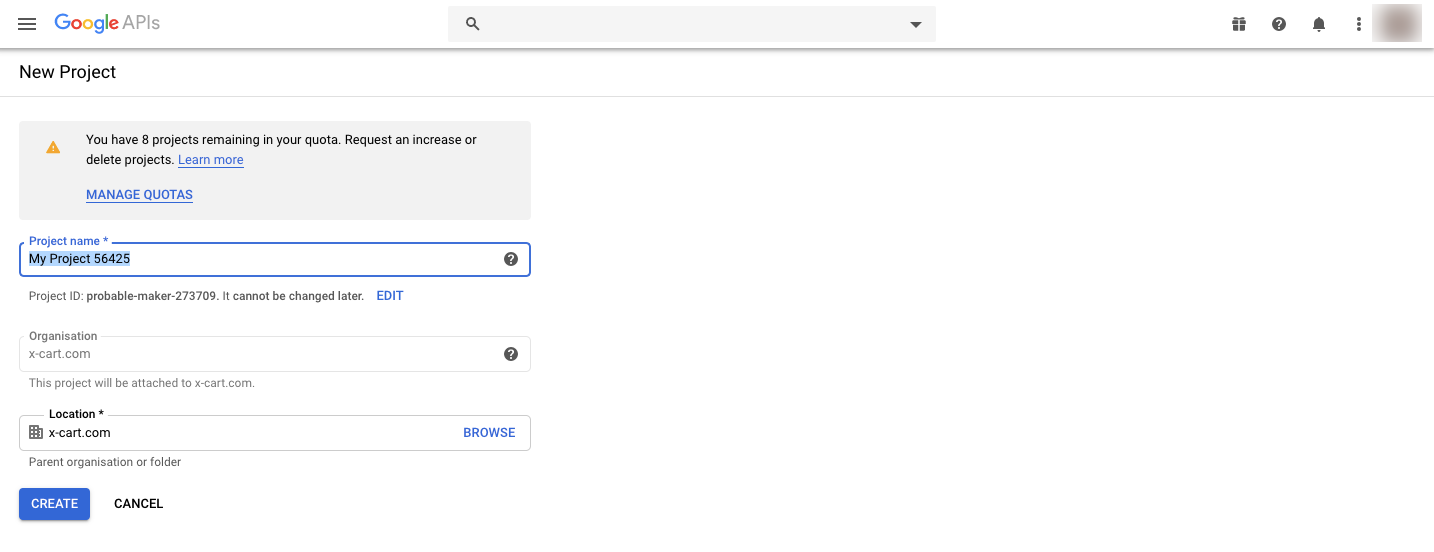 Google APIs
New Project
You have 8 projects remaining in your quota. Request an increase or
delete projects. Learn more
MANAGE QUOTAS
Project name *
My Project 56425
Project ID: probable-maker-273709. It cannot be changed later. EDIT
Organisation
x-cart.com
This project will be attached to x-cart.com.
Location *
x-cart.com BROWSE
Parent organisation or folder
CREATE CANCEL